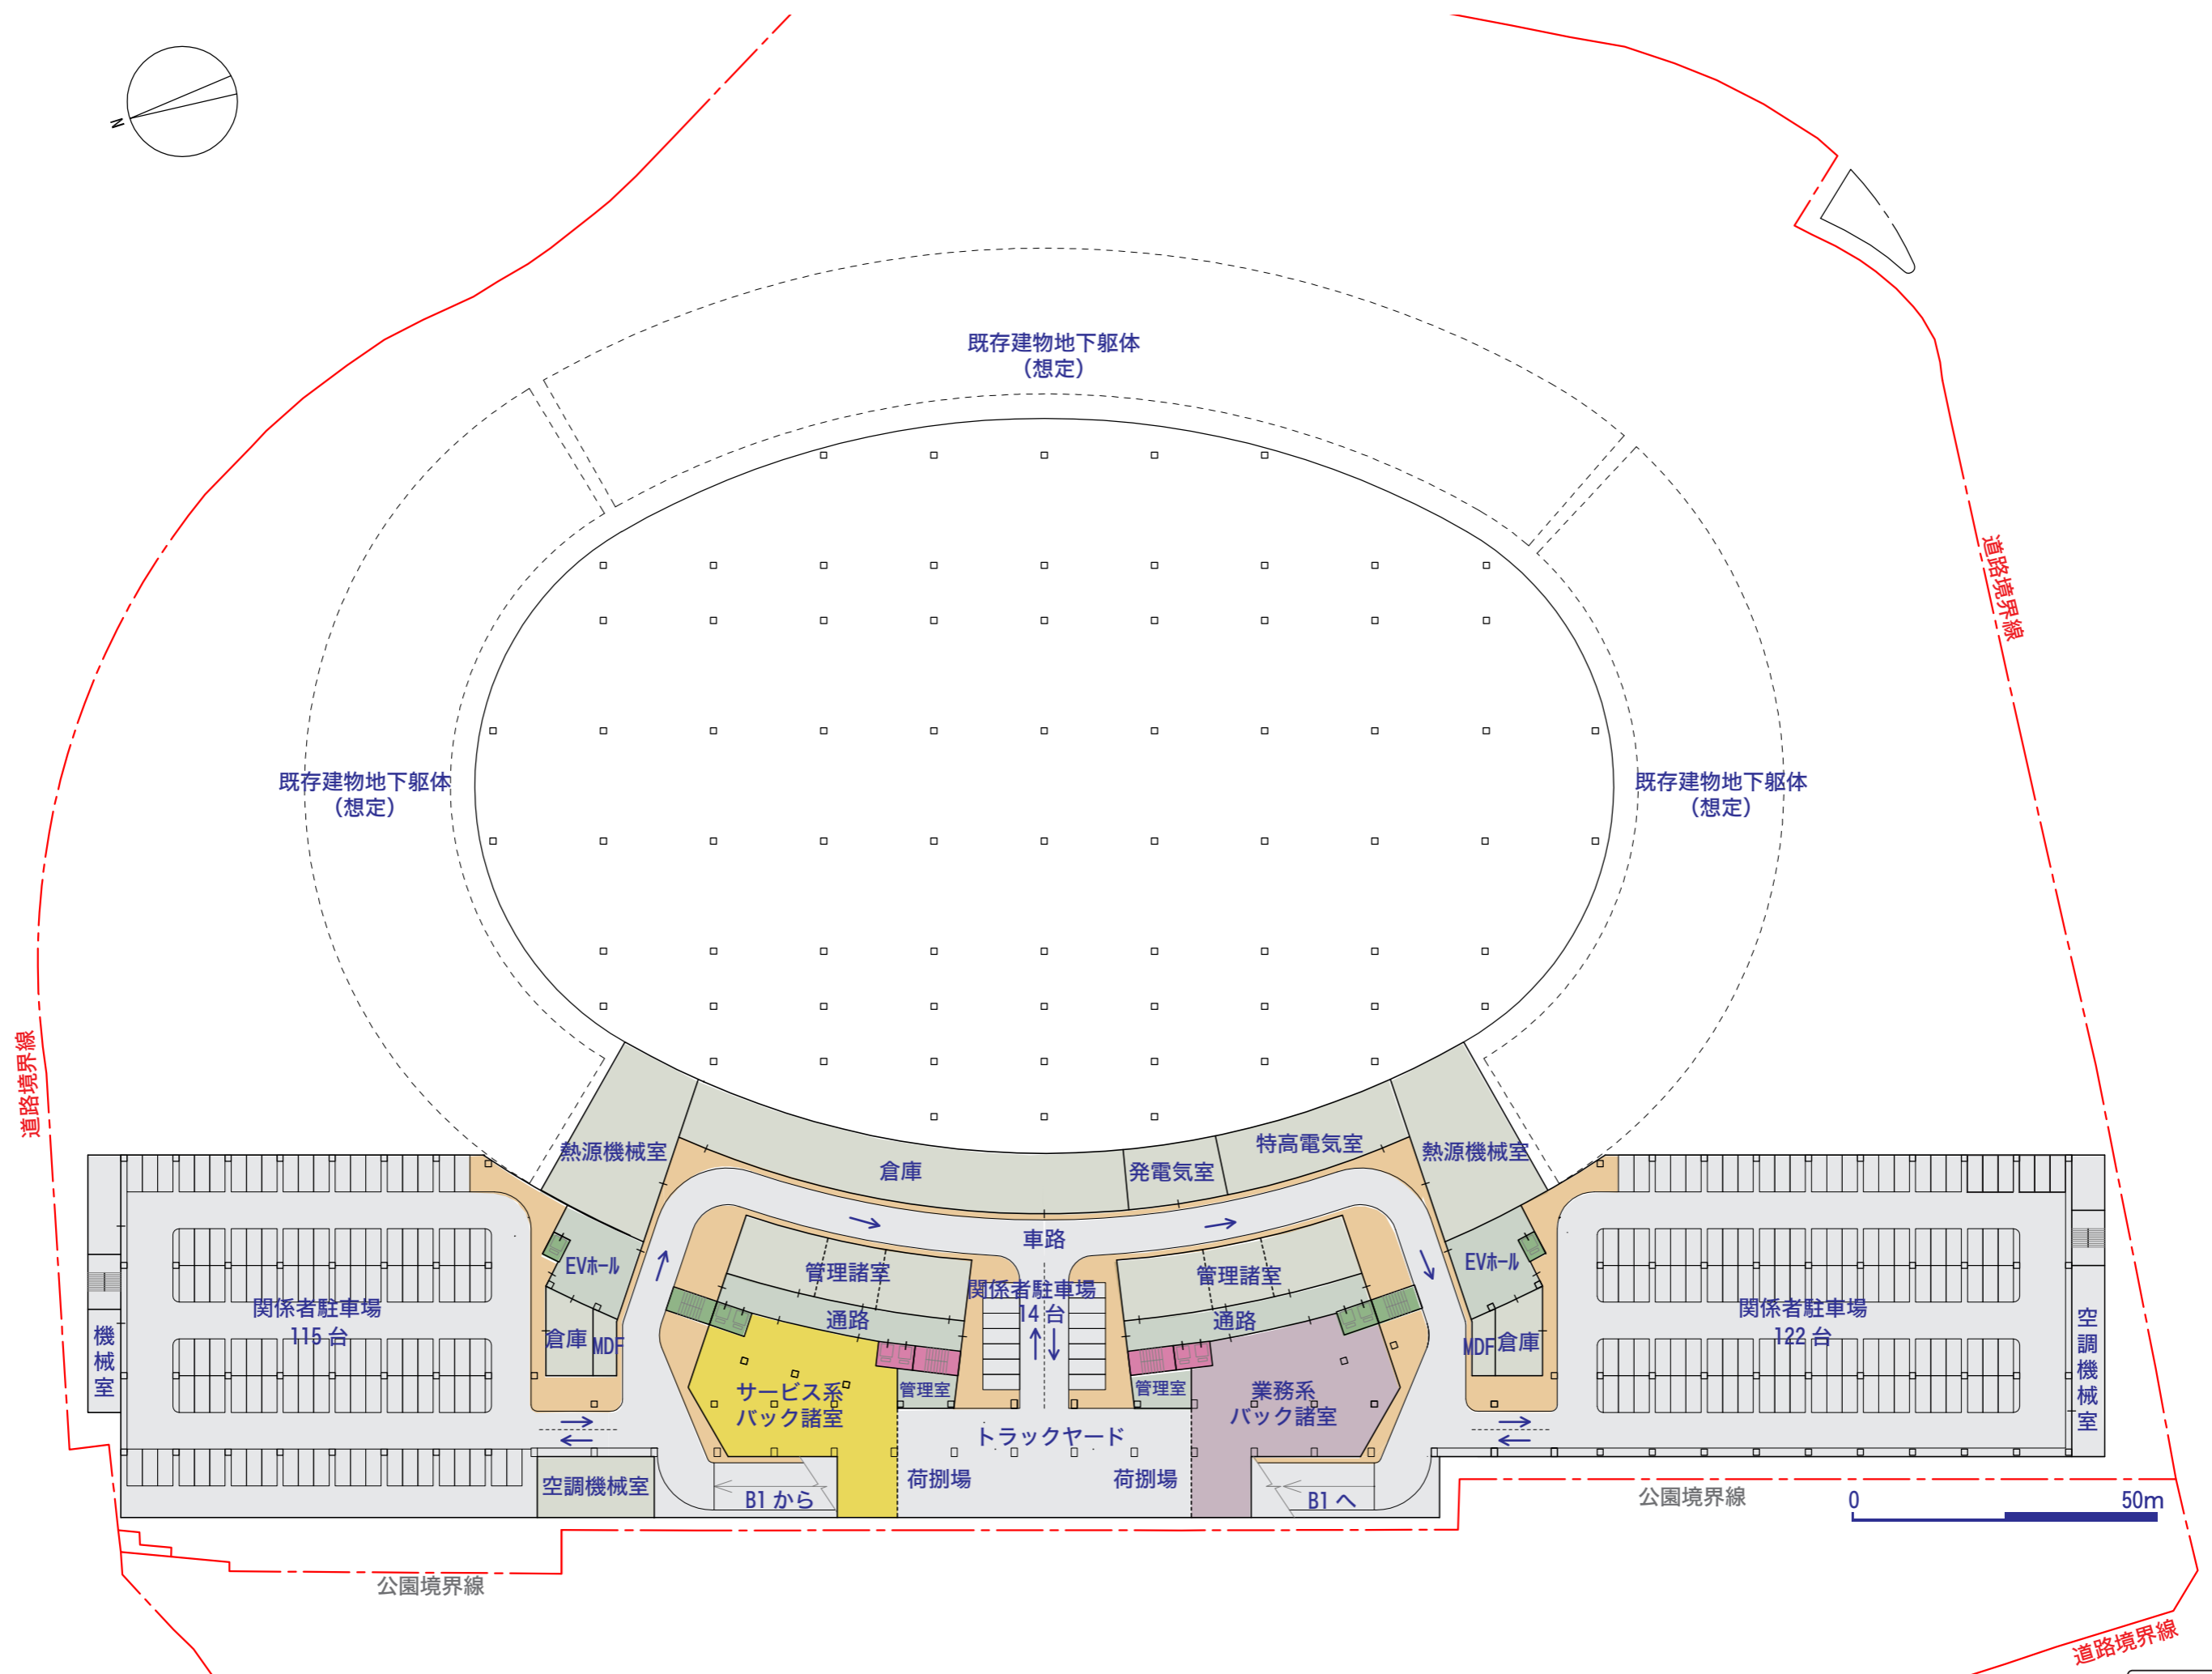 N
既存建物地下躯体
（想定）
道路境界線
既存建物地下躯体
（想定）
既存建物地下躯体
（想定）
道路境界線
熱源機械室
倉庫
発電気室
特高電気室
熱源機械室
車路
EVホール
管理諸室
関係者駐車場
14 台
管理諸室
EVホール
関係者駐車場
115 台
通路
通路
関係者駐車場
122 台
機械室
倉庫
MDF
MDF
倉庫
空調機械室
サービス系
バック諸室
管理室
管理室
業務系
バック諸室
トラックヤード
空調機械室
B1 から
荷捌場
荷捌場
B1 へ
公園境界線
0
50m
公園境界線
道路境界線